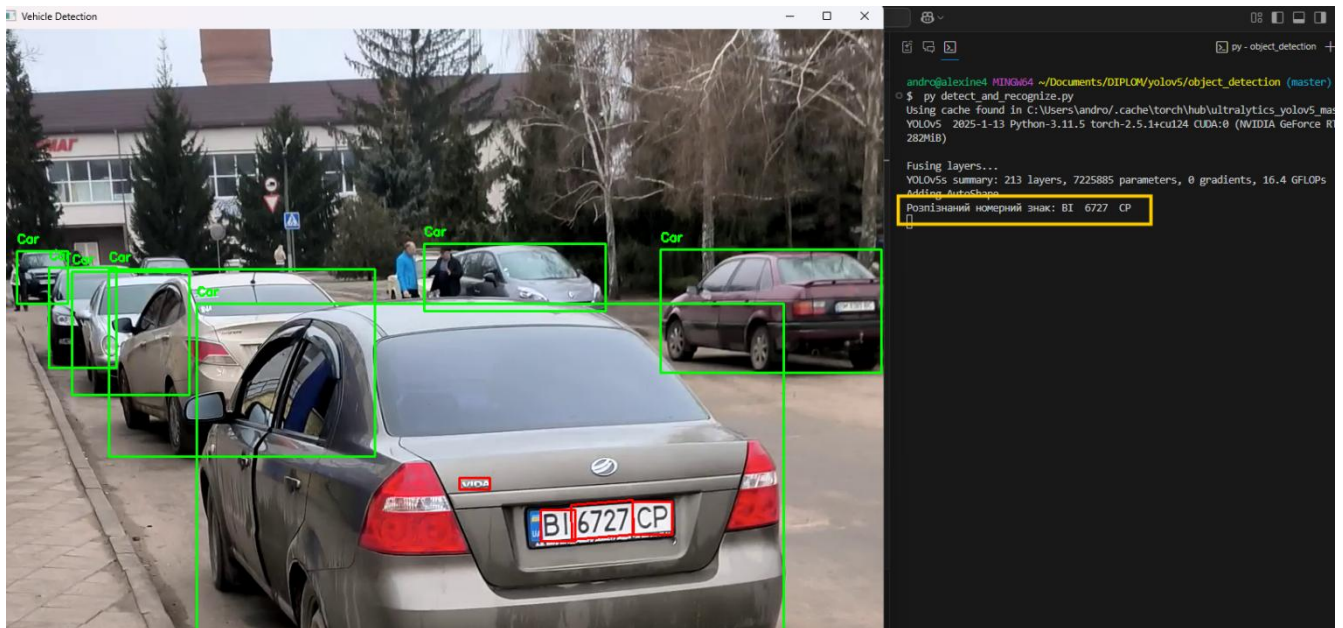 Vehicle Detection
МАГ
Car
Car
Car
Car
Car
Car
Car
VIDA
UA
BI 6727 CP
py - object_detection
andro@alexine4 MINGW64 ~/Documents/DIPLOM/yolov5/object_detection (master)
$ py detect_and_recognize.py
Using cache found in C:\Users\andro/.cache\torch\hub\ultralytics_yolov5_mas
YOLOv5 2025-1-13 Python-3.11.5 torch-2.5.1+cu124 CUDA:0 (NVIDIA GeForce RT
282MiB)
Fusing layers...
YOLOv5s summary: 213 layers, 7225885 parameters, 0 gradients, 16.4 GFLOPs
Adding AutoShape...
Розпізнаний номерний знак: BI 6727 CP